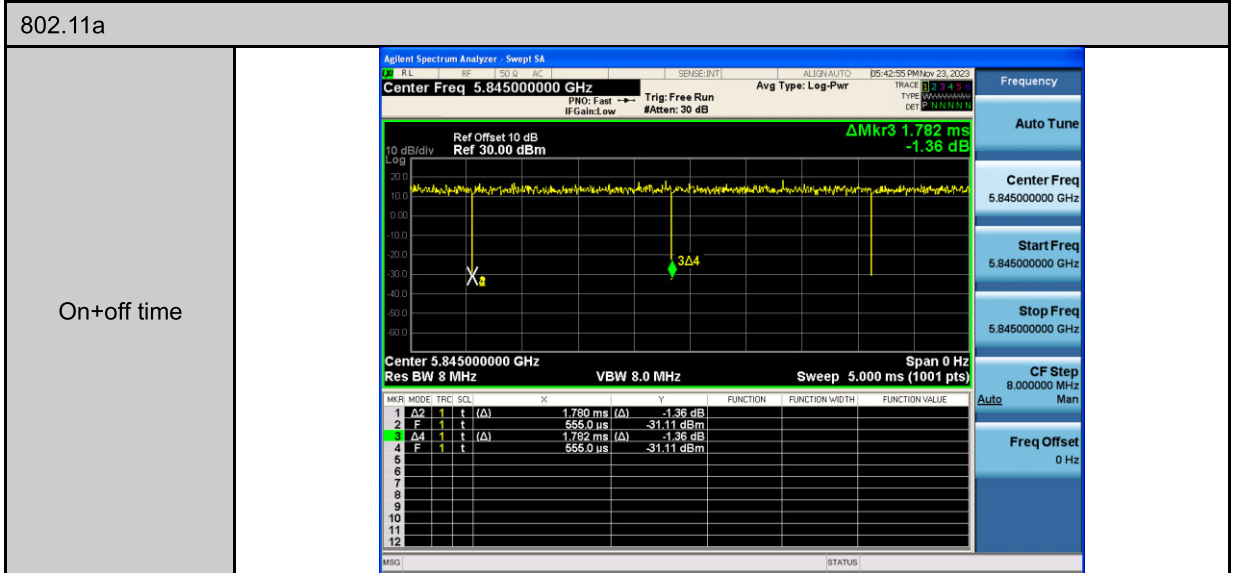 802.11a
On+off time
Agilent Spectrum Analyzer - Swept SA
LXI RL RF 50 Ω AC SENSE:INT ALIGN AUTO 05:42:55 PM Nov 23, 2023
Center Freq 5.845000000 GHz
PNO: Fast
IFGain:Low
Trig: Free Run
#Atten: 30 dB
Avg Type: Log-Pwr
TRACE 1 2 3 4 5 6
TYPE
DET P N N N N N
ΔMkr3 1.782 ms
-1.36 dB
Ref Offset 10 dB
Ref 30.00 dBm
10 dB/div
Log
20.0
10.0
0.00
-10.0
-20.0
-30.0
-40.0
-50.0
-60.0
3Δ4
Center 5.845000000 GHz Span 0 Hz
Res BW 8 MHz VBW 8.0 MHz Sweep 5.000 ms (1001 pts)
MKR MODE TRC SCL X Y FUNCTION FUNCTION WIDTH FUNCTION VALUE
1 Δ2 1 t (Δ) 1.780 ms (Δ) -1.36 dB
2 F 1 t 555.0 µs -31.11 dBm
3 Δ4 1 t (Δ) 1.782 ms (Δ) -1.36 dB
4 F 1 t 555.0 µs -31.11 dBm
5
6
7
8
9
10
11
12
MSG STATUS
Frequency
Auto Tune
Center Freq
5.845000000 GHz
Start Freq
5.845000000 GHz
Stop Freq
5.845000000 GHz
CF Step
8.000000 MHz
Auto Man
Freq Offset
0 Hz